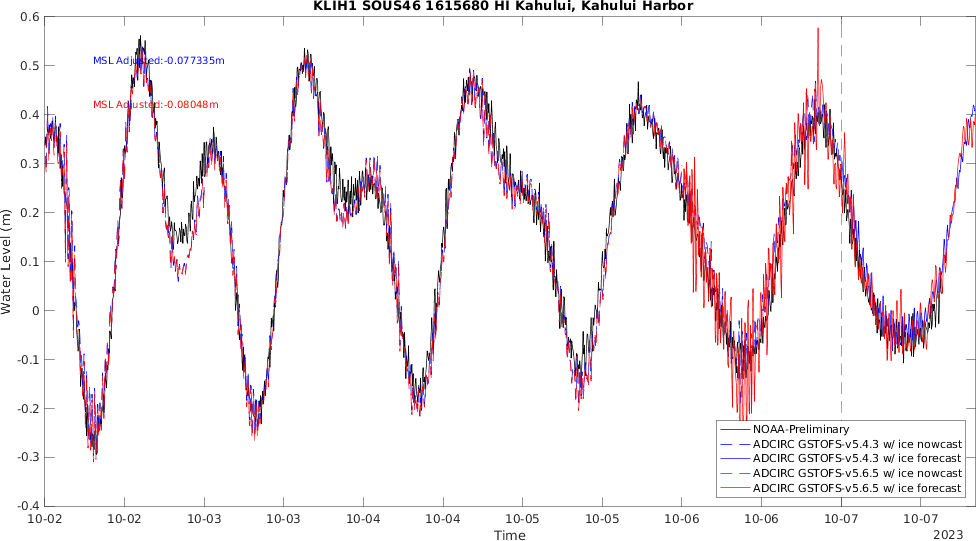 KLIH1 SOUS46 1615680 HI Kahului, Kahului Harbor
0.6
0.5
0.4
0.3
0.2
0.1
0
-0.1
-0.2
-0.3
-0.4
Water Level (m)
MSL Adjusted:-0.077335m
MSL Adjusted:-0.08048m
NOAA-Preliminary
ADCIRC GSTOFS-v5.4.3 w/ ice nowcast
ADCIRC GSTOFS-v5.4.3 w/ ice forecast
ADCIRC GSTOFS-v5.6.5 w/ ice nowcast
ADCIRC GSTOFS-v5.6.5 w/ ice forecast
10-02 10-02 10-03 10-03 10-04 10-04 10-05 10-05 10-06 10-06 10-07 10-07
Time
2023